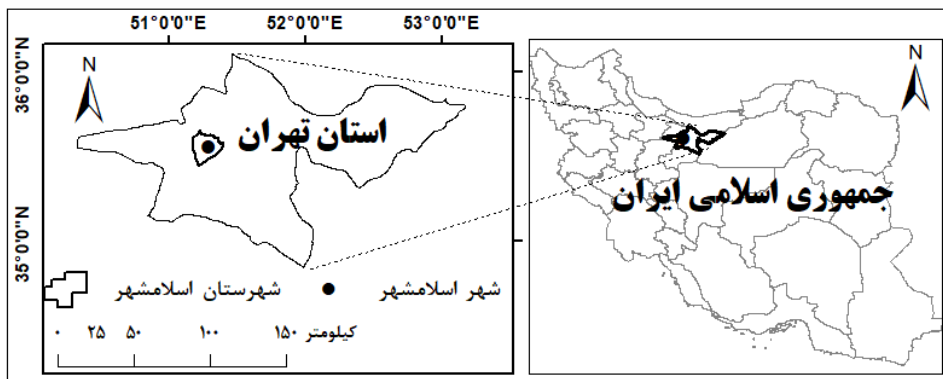 51°0'0"E 52°0'0"E 53°0'0"E
36°0'0"N
35°0'0"N
N
استان تهران
شهرستان اسلامشهر
شهر اسلامشهر
۰ ۲۵ ۵۰ ۱۰۰ ۱۵۰ کیلومتر
N
جمهوری اسلامی ایران